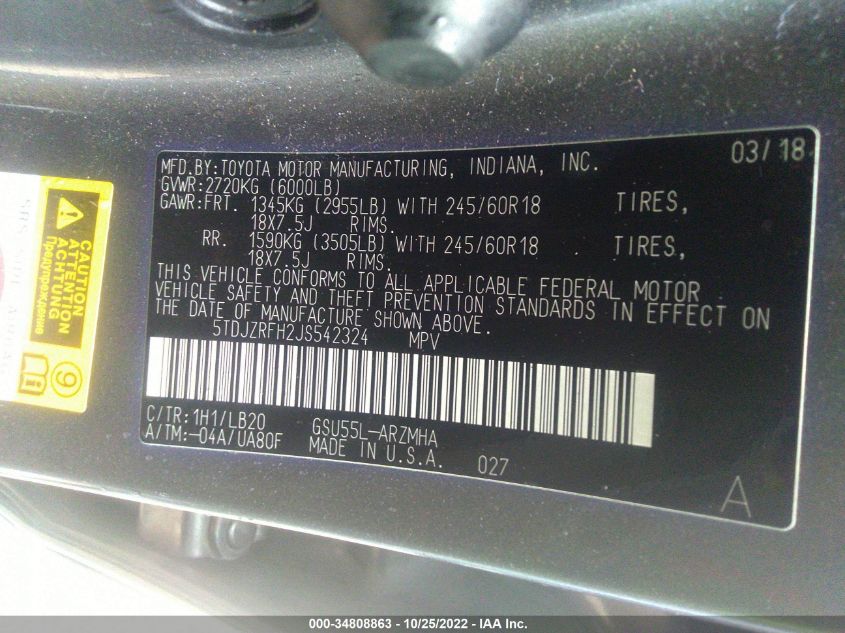 MFD.BY:TOYOTA MOTOR MANUFACTURING, INDIANA, INC. 03/18
GVWR:2720KG (6000LB)
GAWR:FRT. 1345KG (2955LB) WITH 245/60R18 TIRES,
18X7.5J RIMS.
RR. 1590KG (3505LB) WITH 245/60R18 TIRES,
18X7.5J RIMS.
THIS VEHICLE CONFORMS TO ALL APPLICABLE FEDERAL MOTOR
VEHICLE SAFETY AND THEFT PREVENTION STANDARDS IN EFFECT ON
THE DATE OF MANUFACTURE SHOWN ABOVE.
5TDJZRFH2JS542324 MPV
C/TR:1H1/LB20 GSU55L-ARZMHA
A/TM:-04A/UA80F MADE IN U.S.A. 027
A
CAUTION
ATTENTION
ACHTUNG
Предупреждение
9
000-34808863 - 10/25/2022 - IAA Inc.